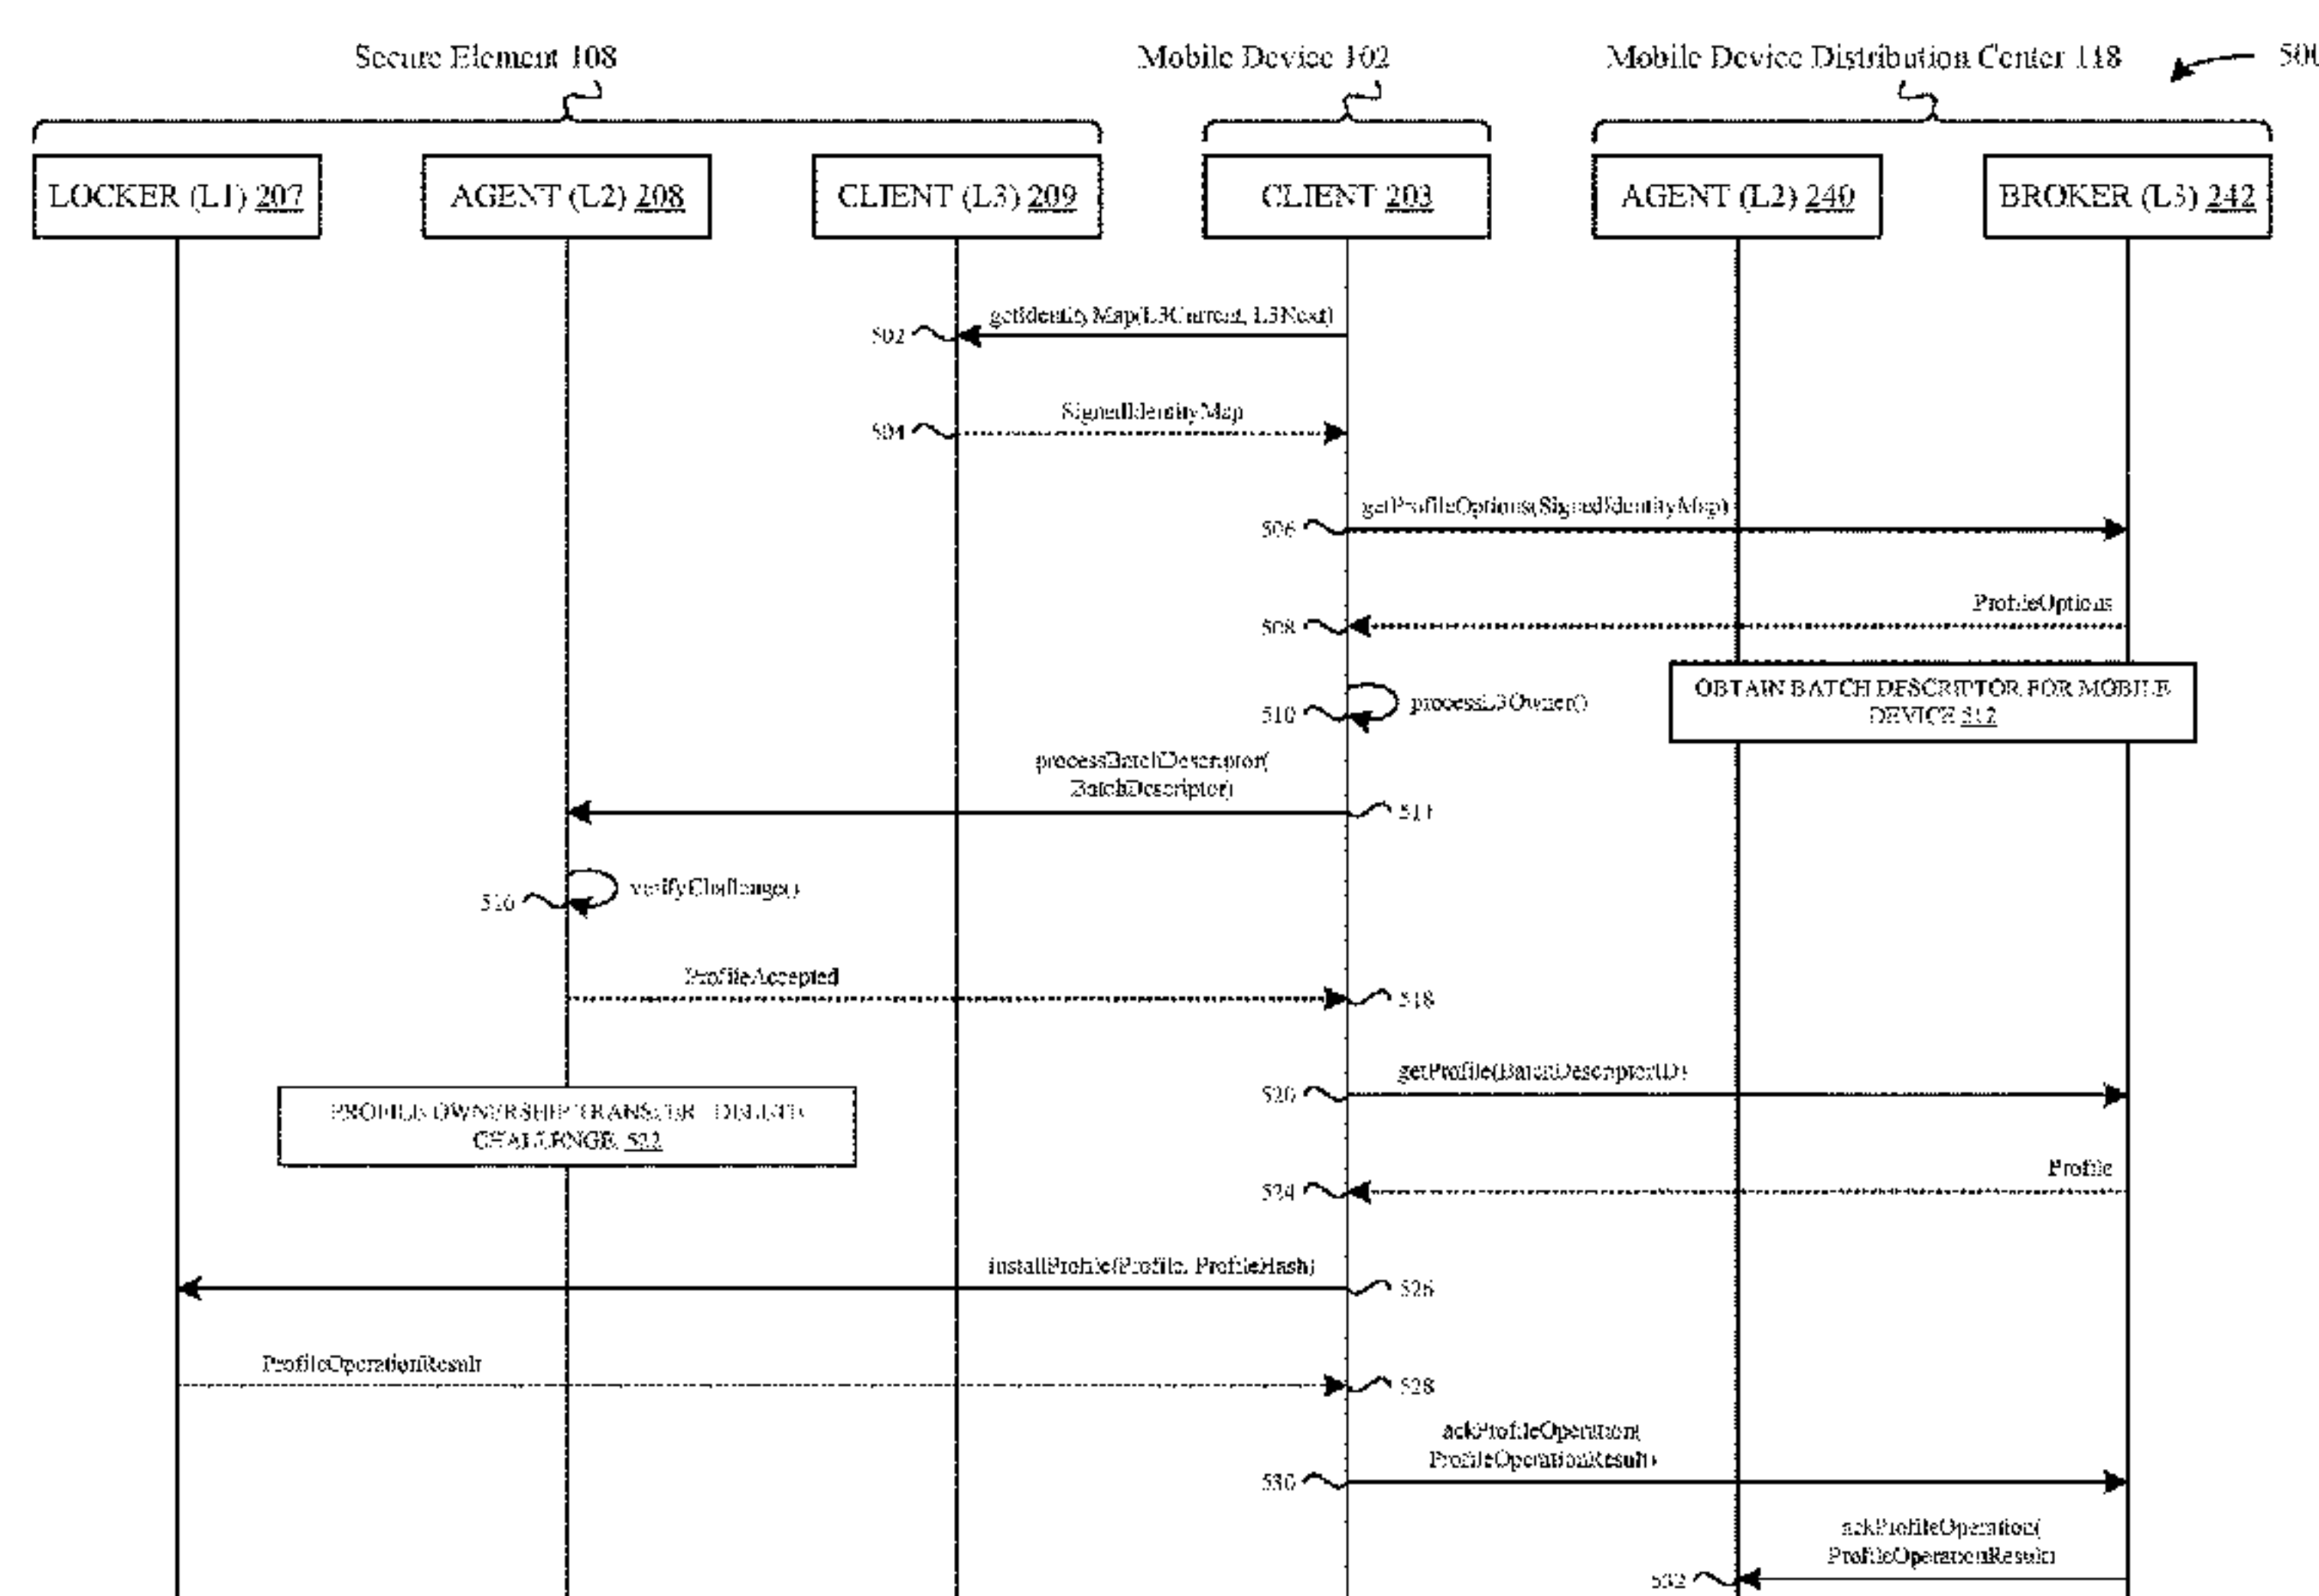 Secure Element 108
Mobile Device 102
Mobile Device Distribution Center 118
500
LOCKER (L1) 207
AGENT (L2) 208
CLIENT (L3) 209
CLIENT 203
AGENT (L2) 240
BROKER (L3) 242
getIdentityMap(L3Current, L3Next)
502
SignedIdentityMap
504
getProfileOptions(SignedIdentityMap)
506
ProfileOptions
508
OBTAIN BATCH DESCRIPTOR FOR MOBILE
DEVICE 512
processL3Owner()
510
processBatchDescriptor(
BatchDescriptor)
514
verifyChallenge()
516
ProfileAccepted
518
getProfile(BatchDescriptorID)
520
PROFILE OWNERSHIP TRANSFER DELETE
CHALLENGE 522
Profile
524
installProfile(Profile, ProfileHash)
526
ProfileOperationResult
528
ackProfileOperation(
ProfileOperationResult)
530
ackProfileOperation(
ProfileOperationResult)
532